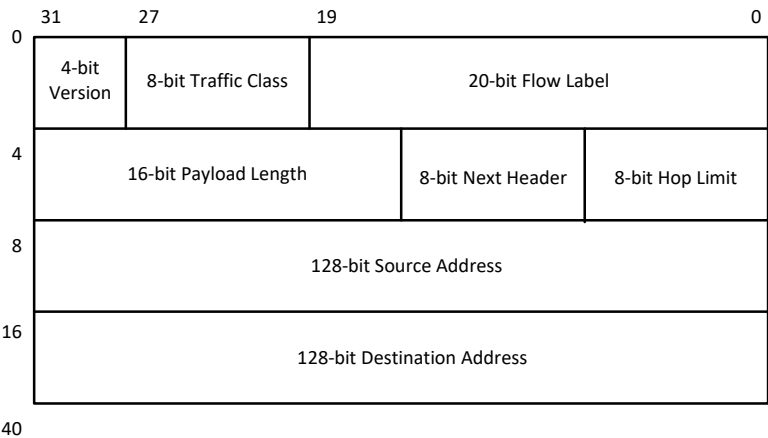 31 27 19 0
0
4-bit
Version
8-bit Traffic Class
20-bit Flow Label
4
16-bit Payload Length
8-bit Next Header
8-bit Hop Limit
8
128-bit Source Address
16
128-bit Destination Address
40